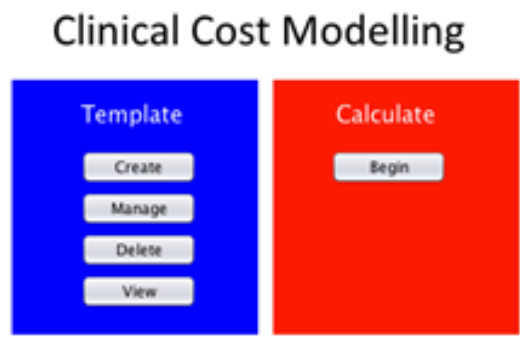 Clinical Cost Modelling
Template
Create
Manage
Delete
View
Calculate
Begin